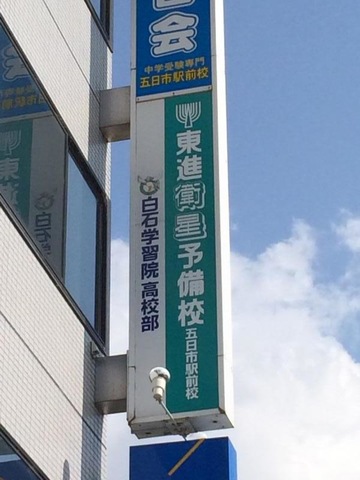 会
中学受験専門
五日市駅前校
東進衛星予備校
五日市駅前校
白石学習院 高校部